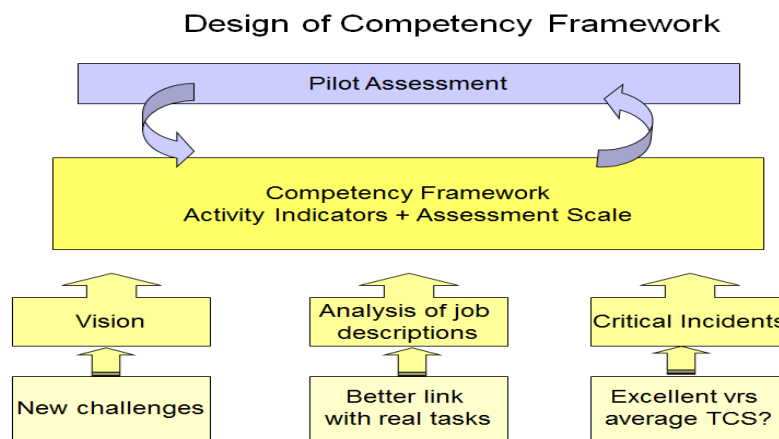 Design of Competency Framework
Pilot Assessment
Competency Framework
Activity Indicators + Assessment Scale
Vision
Analysis of job
descriptions
Critical Incidents
New challenges
Better link
with real tasks
Excellent vrs
average TCS?